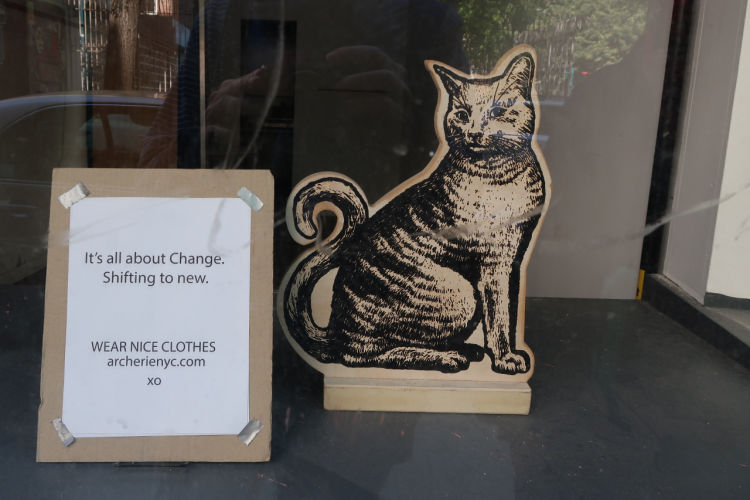 It's all about Change.
Shifting to new.
WEAR NICE CLOTHES
archerienyc.com
xo